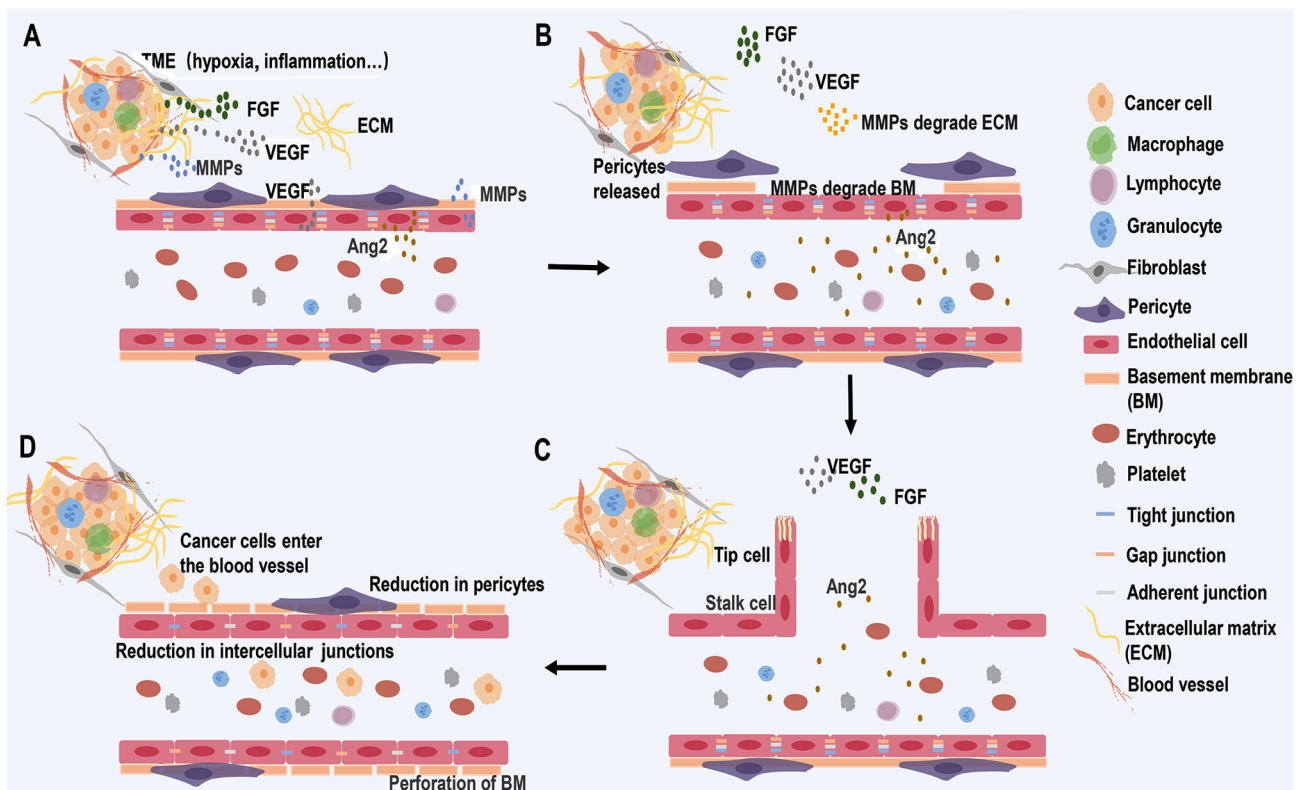 A
TME (hypoxia, inflammation...)
FGF
ECM
VEGF
MMPs
VEGF
MMPs
Ang2
B
FGF
VEGF
MMPs degrade ECM
Pericytes
released
MMPs degrade BM
Ang2
D
Cancer cells enter
the blood vessel
Reduction in pericytes
Reduction in intercellular junctions
Perforation of BM
C
VEGF
FGF
Tip cell
Ang2
Stalk cell
Cancer cell
Macrophage
Lymphocyte
Granulocyte
Fibroblast
Pericyte
Endothelial cell
Basement membrane
(BM)
Erythrocyte
Platelet
Tight junction
Gap junction
Adherent junction
Extracellular matrix
(ECM)
Blood vessel